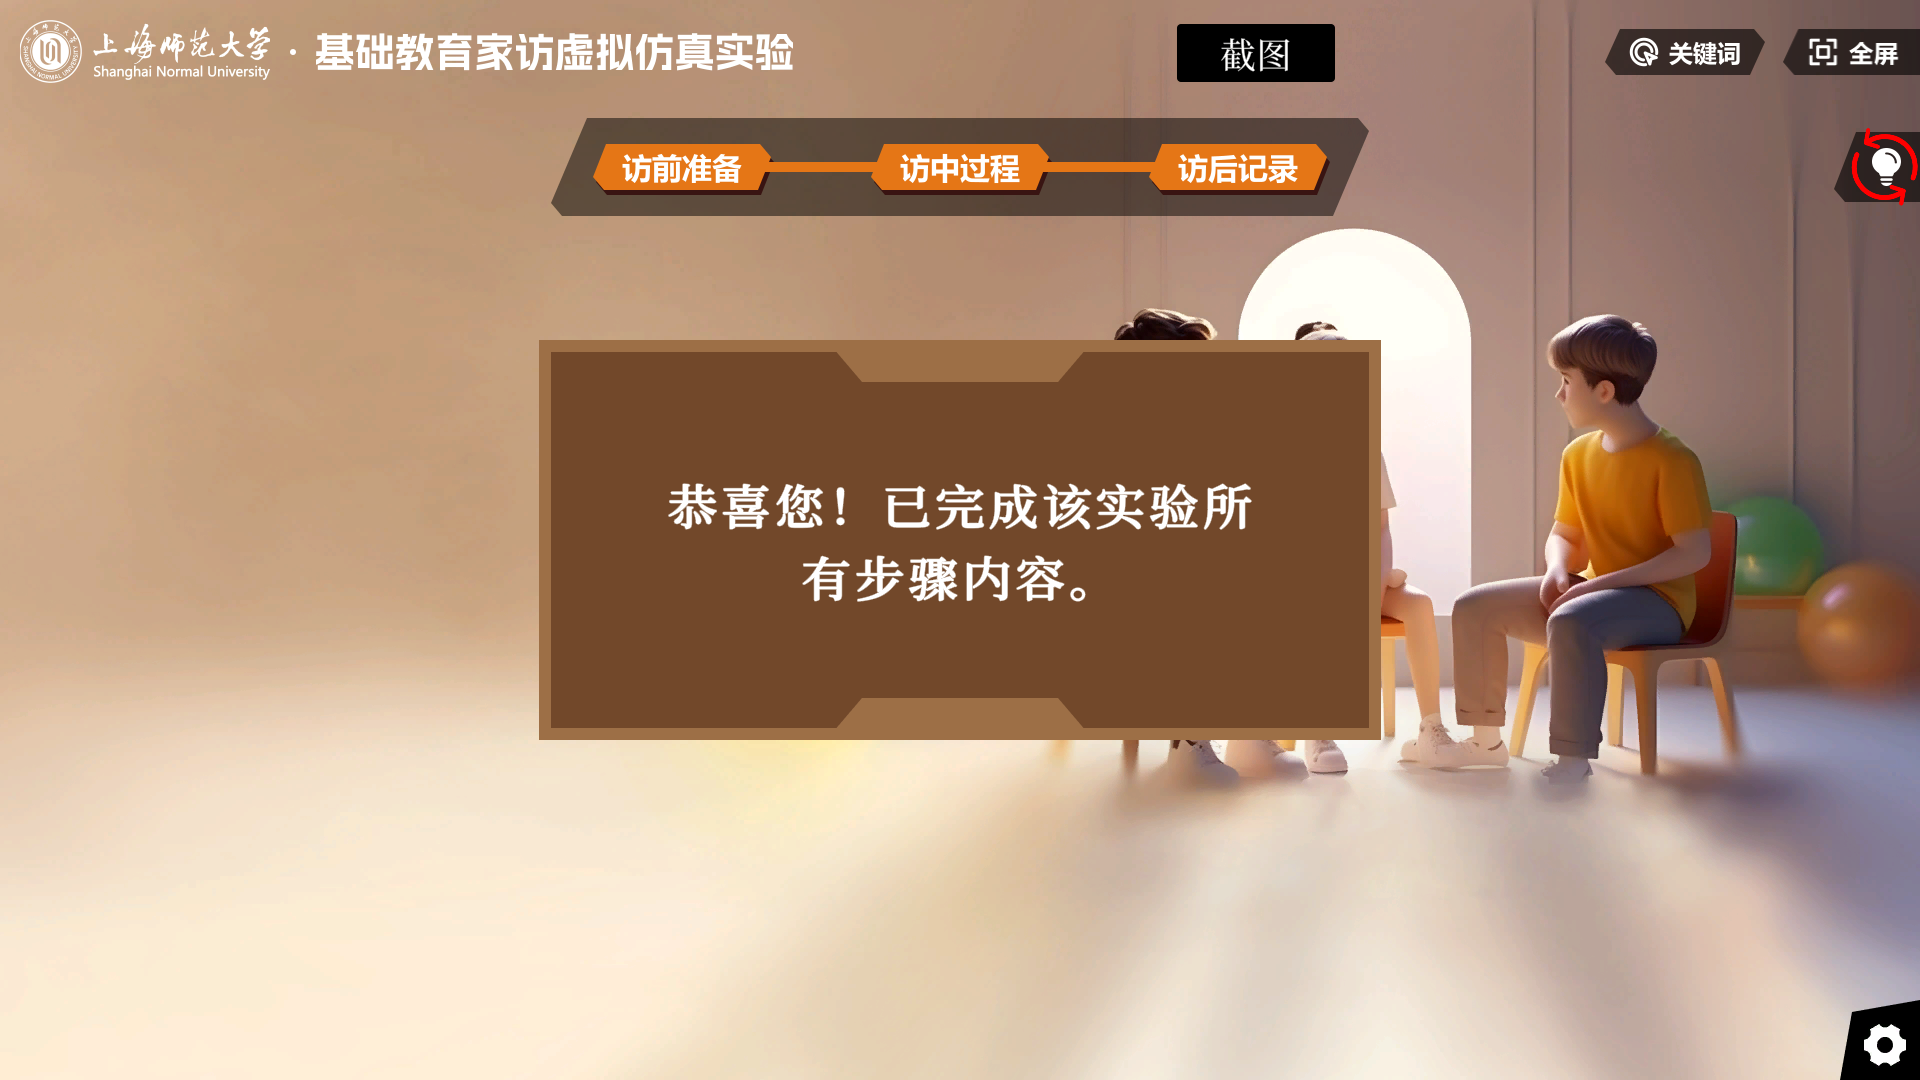 上海师范大学
Shanghai Normal University
· 基础教育家访虚拟仿真实验
截图
关键词
全屏
访前准备
访中过程
访后记录
恭喜您！已完成该实验所
有步骤内容。